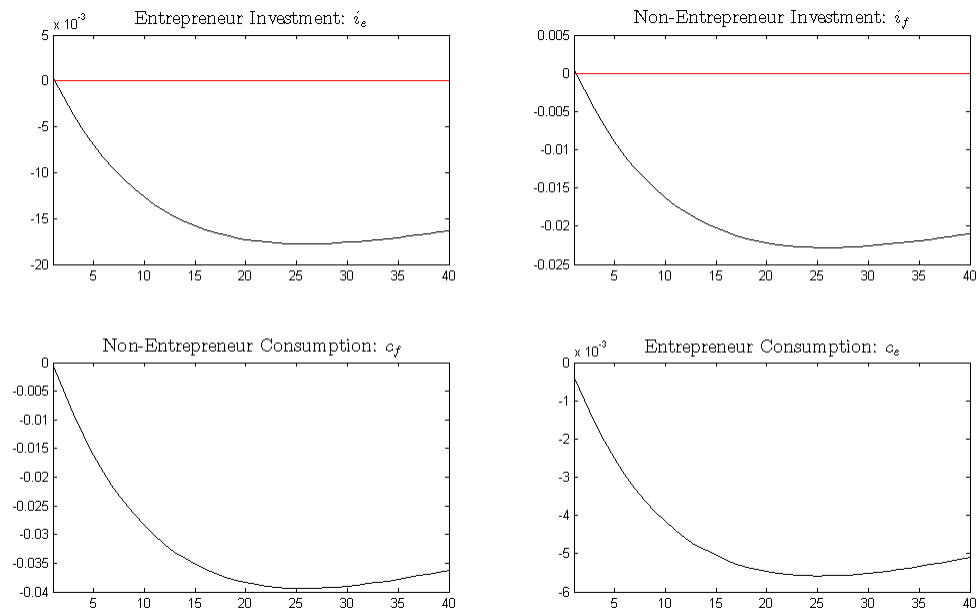 Entrepreneur Investment: i_e
x 10^-3
5
0
-5
-10
-15
-20
5 10 15 20 25 30 35 40
Non-Entrepreneur Investment: i_f
0.005
0
-0.005
-0.01
-0.015
-0.02
-0.025
5 10 15 20 25 30 35 40
Non-Entrepreneur Consumption: c_f
0
-0.005
-0.01
-0.015
-0.02
-0.025
-0.03
-0.035
-0.04
5 10 15 20 25 30 35 40
Entrepreneur Consumption: c_e
x 10^-3
0
-1
-2
-3
-4
-5
-6
5 10 15 20 25 30 35 40